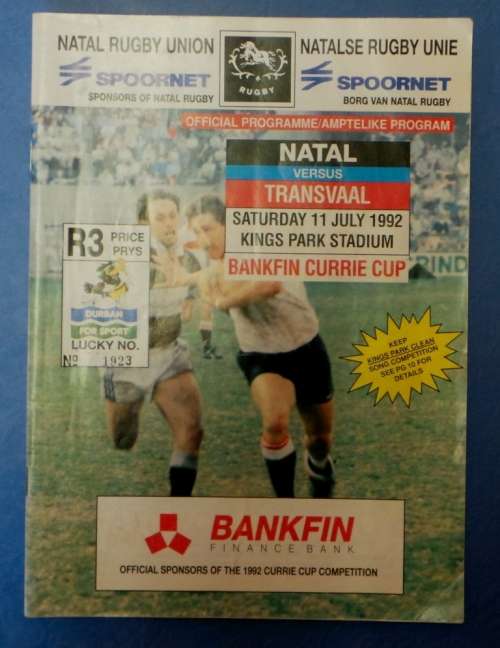 NATAL RUGBY UNION
SPOORNET
SPONSORS OF NATAL RUGBY
RUGBY
NATALSE RUGBY UNIE
SPOORNET
BORG VAN NATAL RUGBY
OFFICIAL PROGRAMME/AMPTELIKE PROGRAM
NATAL
VERSUS
TRANSVAAL
SATURDAY 11 JULY 1992
KINGS PARK STADIUM
BANKFIN CURRIE CUP
R3 PRICE
PRYS
DURBAN
FOR SPORT
LUCKY NO.
No 1923
KEEP
KINGS PARK CLEAN
SONG COMPETITION
SEE PG 10 FOR
DETAILS
BANKFIN
FINANCE BANK
OFFICIAL SPONSORS OF THE 1992 CURRIE CUP COMPETITION